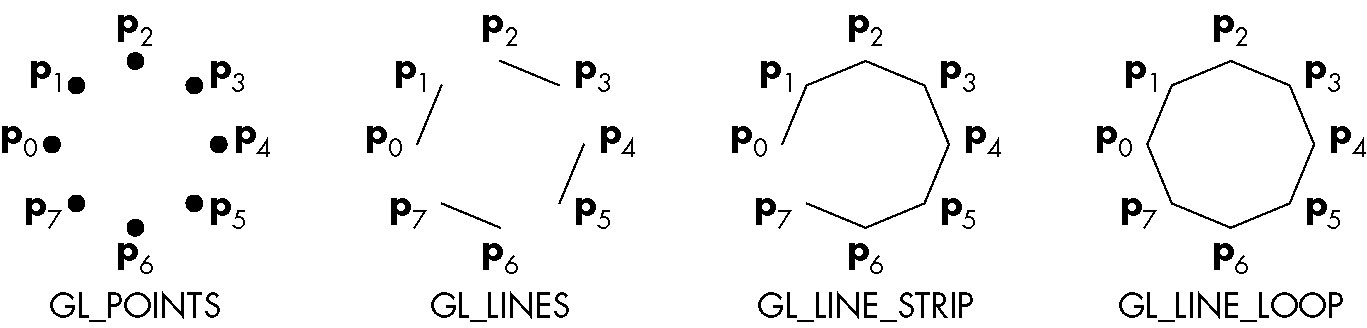 p2 p2 p2 p2
p1 p3 p1 p3 p1 p3 p1 p3
p0 p4 p0 p4 p0 p4 p0 p4
p7 p5 p7 p5 p7 p5 p7 p5
p6 p6 p6 p6
GL_POINTS GL_LINES GL_LINE_STRIP GL_LINE_LOOP